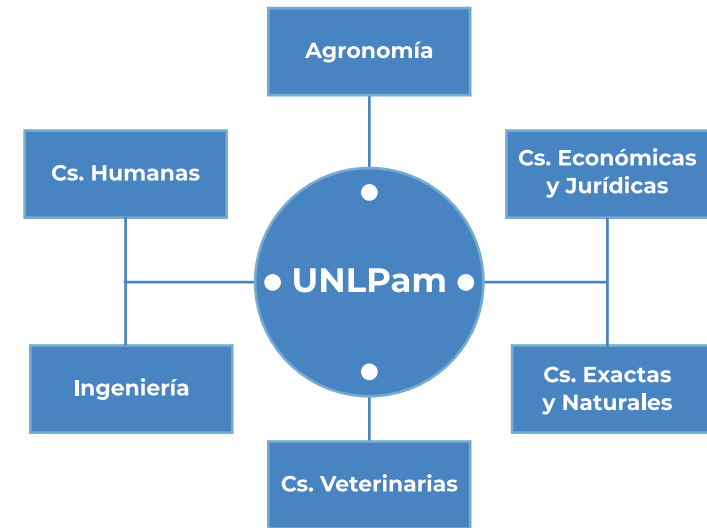 Agronomía
Cs. Humanas
Cs. Económicas
y Jurídicas
UNLPam
Ingeniería
Cs. Exactas
y Naturales
Cs. Veterinarias